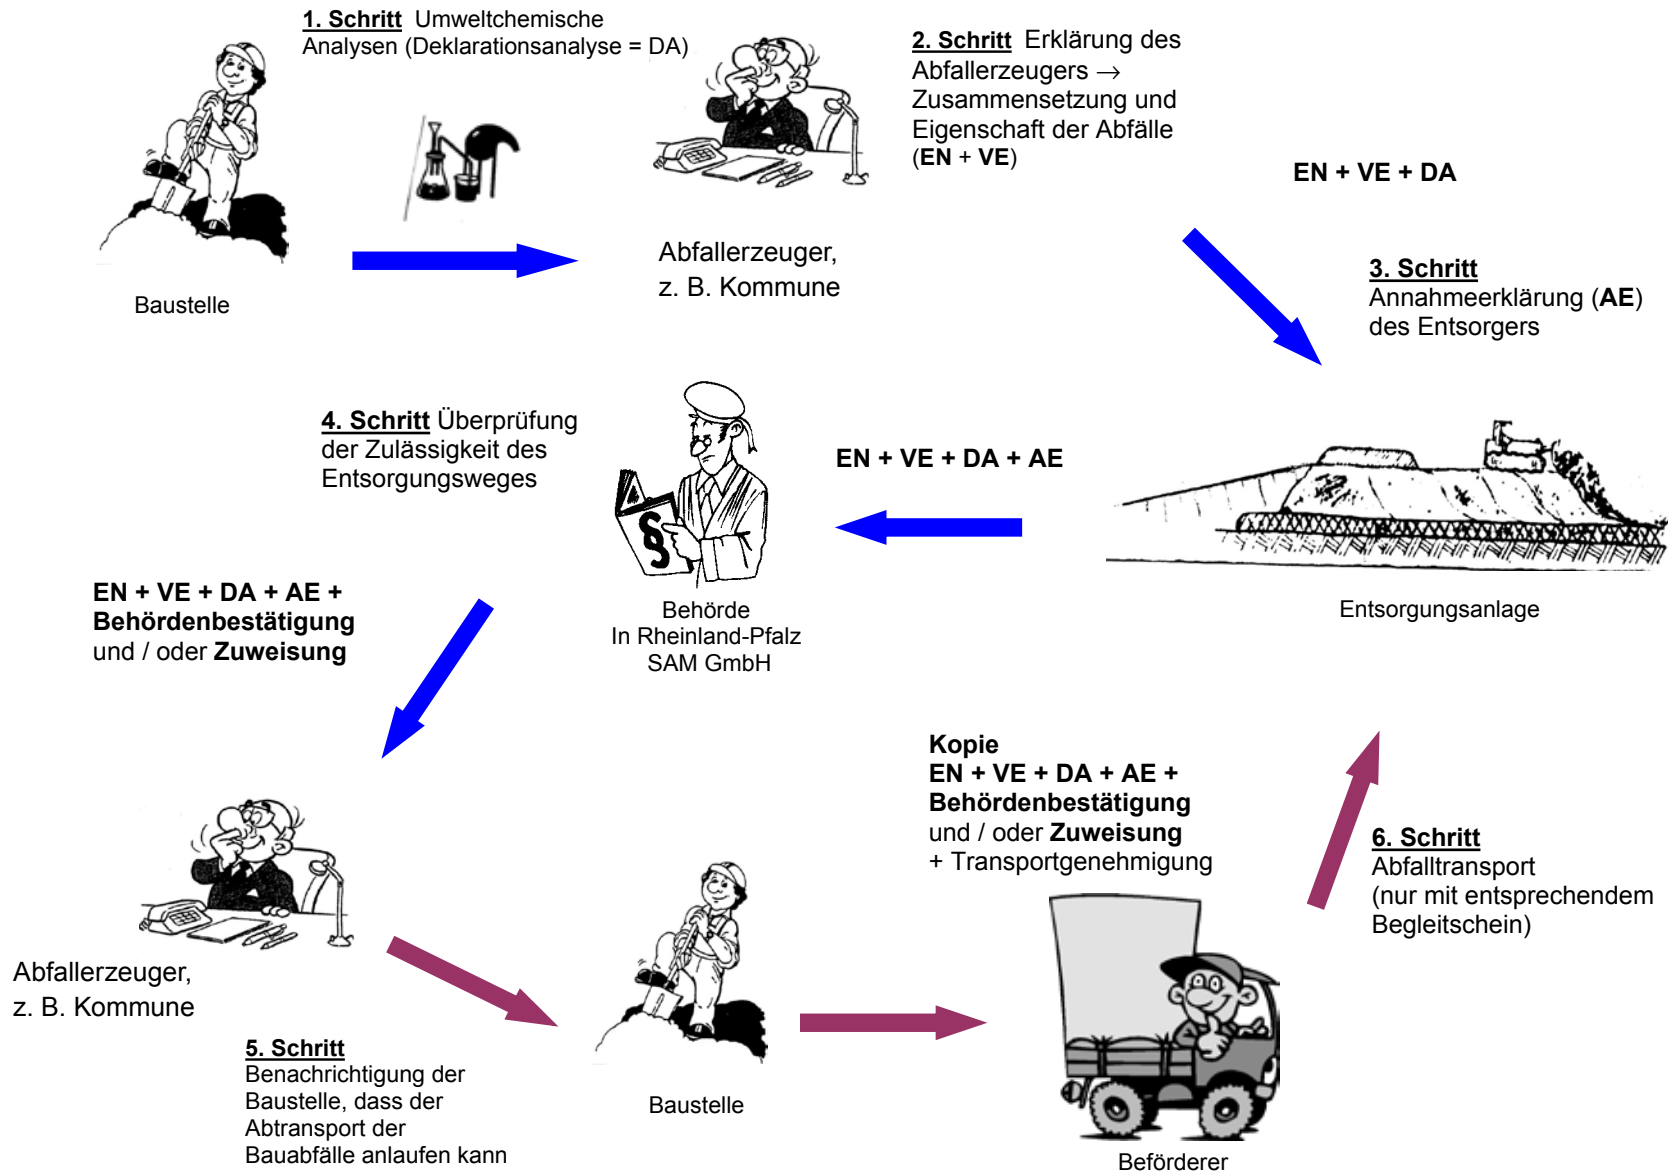 1. Schritt Umweltchemische
Analysen (Deklarationsanalyse = DA)
2. Schritt Erklärung des
Abfallerzeugers →
Zusammensetzung und
Eigenschaft der Abfälle
(EN + VE)
EN + VE + DA
Baustelle
Abfallerzeuger,
z. B. Kommune
3. Schritt
Annahmeerklärung (AE)
des Entsorgers
4. Schritt Überprüfung
der Zulässigkeit des
Entsorgungsweges
§
EN + VE + DA + AE
Entsorgungsanlage
Behörde
In Rheinland-Pfalz
SAM GmbH
EN + VE + DA + AE +
Behördenbestätigung
und / oder Zuweisung
Abfallerzeuger,
z. B. Kommune
5. Schritt
Benachrichtigung der
Baustelle, dass der
Abtransport der
Bauabfälle anlaufen kann
Baustelle
Kopie
EN + VE + DA + AE +
Behördenbestätigung
und / oder Zuweisung
+ Transportgenehmigung
Beförderer
6. Schritt
Abfalltransport
(nur mit entsprechendem
Begleitschein)